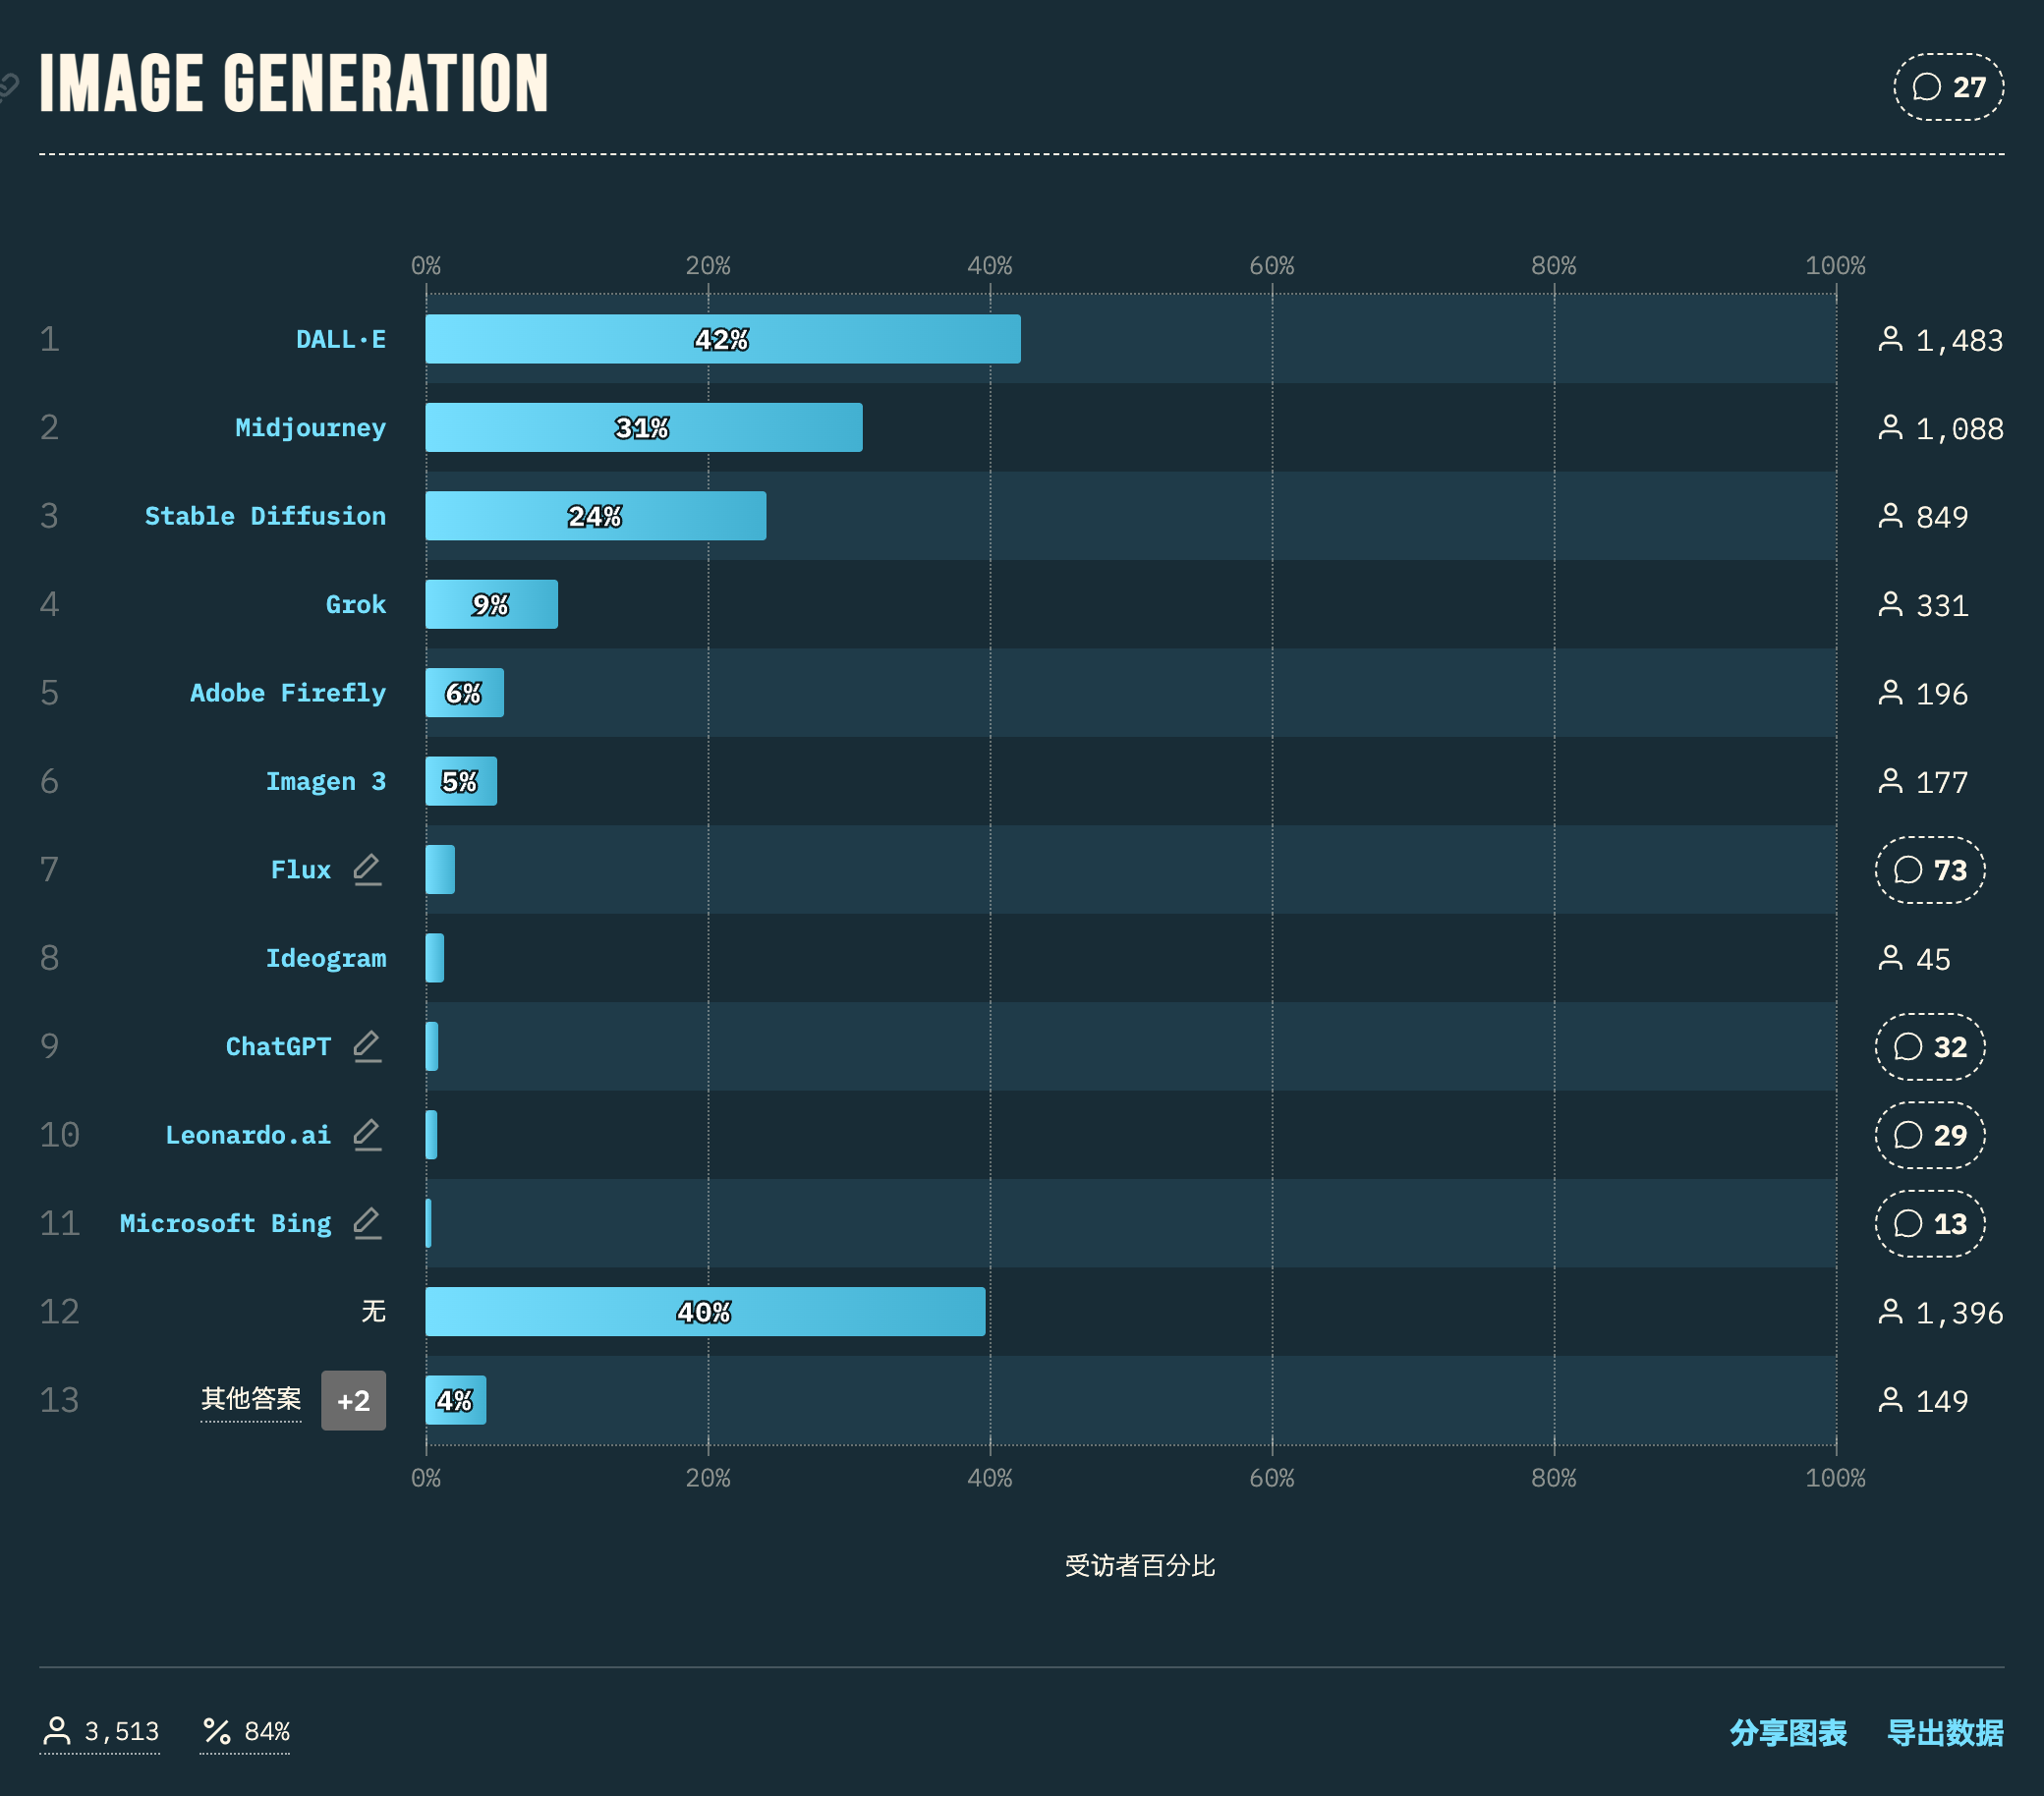 IMAGE GENERATION
27
0% 20% 40% 60% 80% 100%
1 DALL·E 42% 1,483
2 Midjourney 31% 1,088
3 Stable Diffusion 24% 849
4 Grok 9% 331
5 Adobe Firefly 6% 196
6 Imagen 3 5% 177
7 Flux 73
8 Ideogram 45
9 ChatGPT 32
10 Leonardo.ai 29
11 Microsoft Bing 13
12 无 40% 1,396
13 其他答案 +2 4% 149
0% 20% 40% 60% 80% 100%
受访者百分比
3,513 84% 分享图表 导出数据